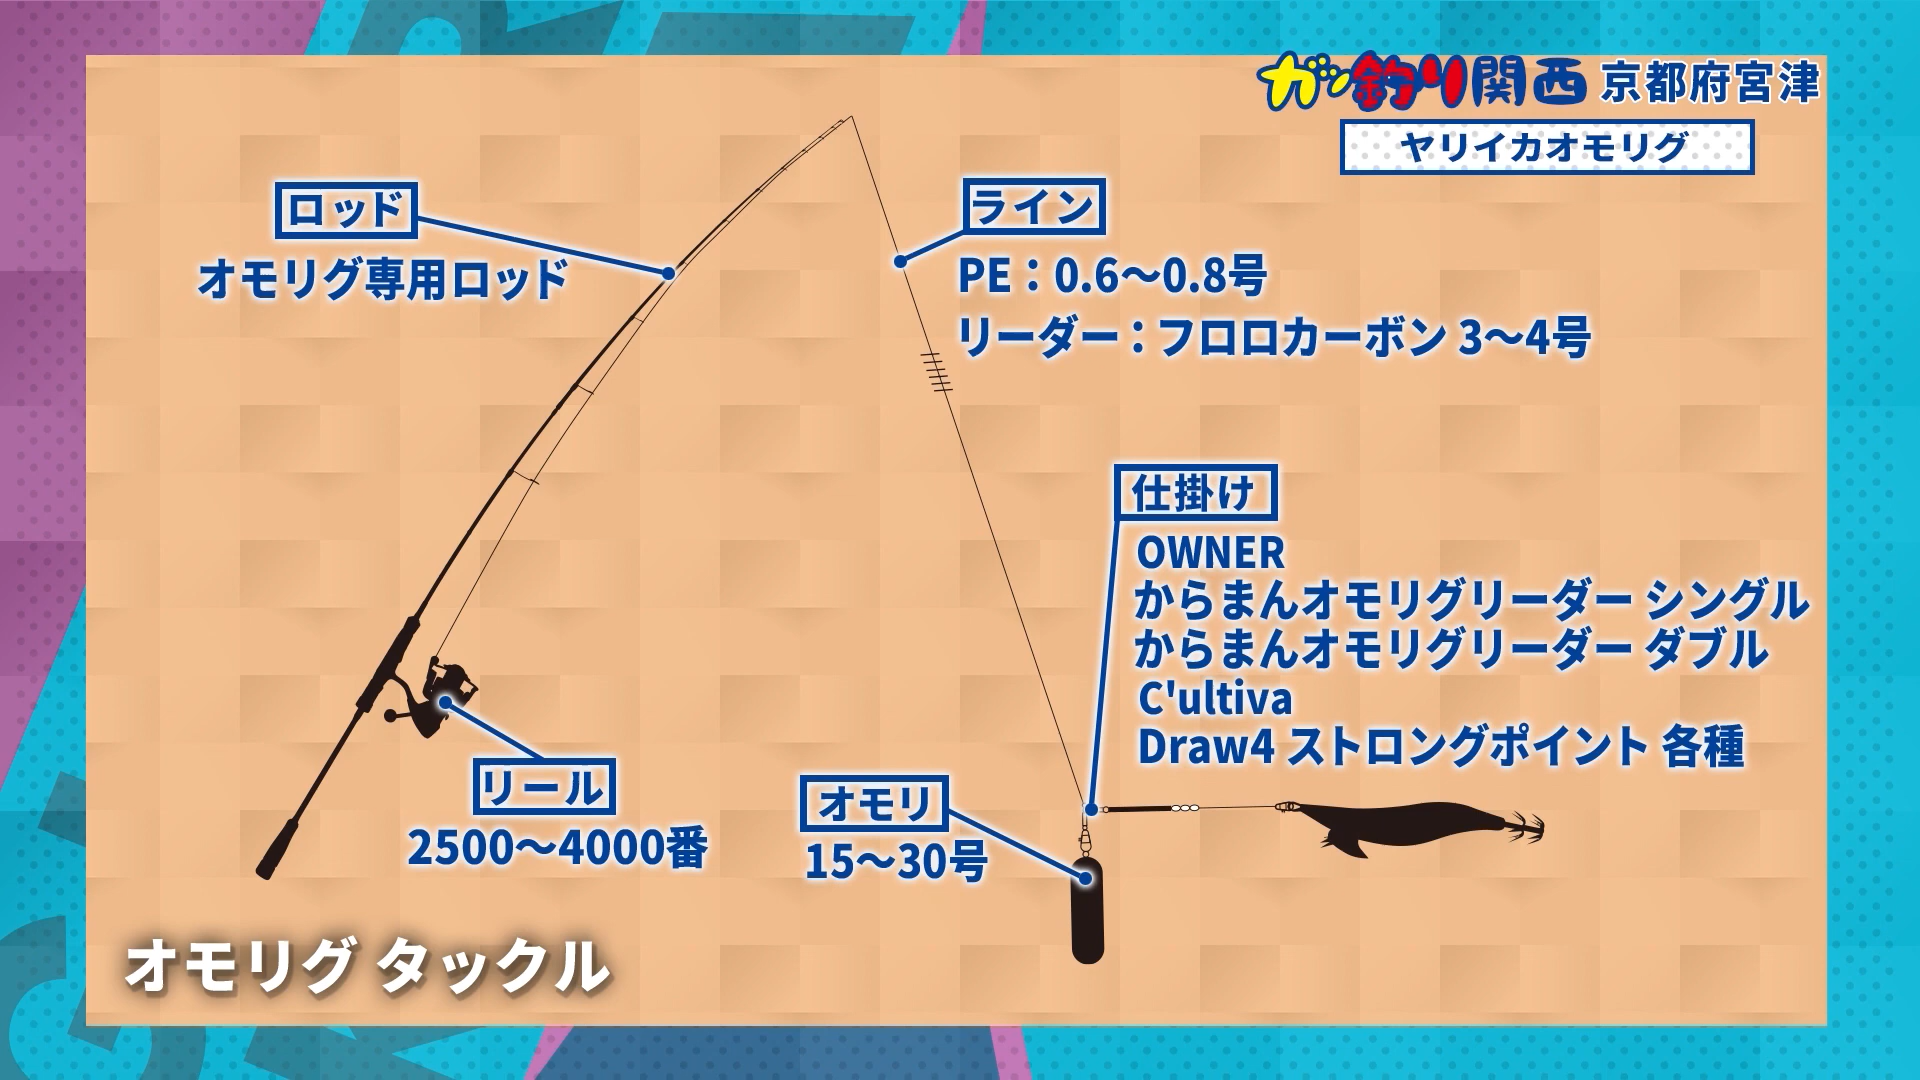 ガッ釣り関西 京都府宮津
ヤリイカオモリグ
ロッド
オモリグ専用ロッド
ライン
PE：0.6〜0.8号
リーダー：フロロカーボン 3〜4号
仕掛け
OWNER
からまんオモリグリーダー シングル
からまんオモリグリーダー ダブル
C'ultiva
Draw4 ストロングポイント 各種
リール
2500〜4000番
オモリ
15〜30号
オモリグ タックル